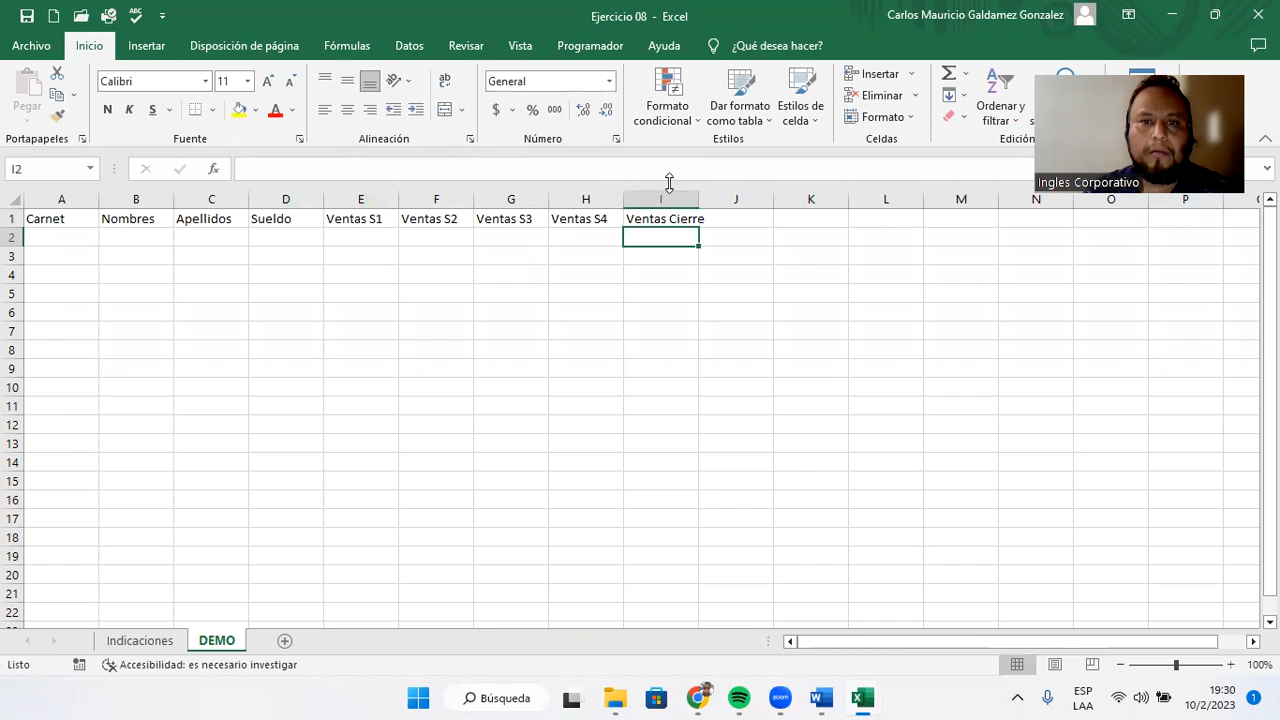 Ejercicio 08 - Excel
Carlos Mauricio Galdamez Gonzalez
Archivo Inicio Insertar Disposición de página Fórmulas Datos Revisar Vista Programador Ayuda ¿Qué desea hacer?
Pegar
Calibri 11
N K S
ab
General
$ % 000
Formato condicional
Dar formato como tabla
Estilos de celda
Insertar
Eliminar
Formato
Ordenar y filtrar
Portapapeles Fuente Alineación Número Estilos Celdas Edición
Ingles Corporativo
I2 fx
A B C D E F G H I J K L M N O P
1 Carnet Nombres Apellidos Sueldo Ventas S1 Ventas S2 Ventas S3 Ventas S4 Ventas Cierre
2
3
4
5
6
7
8
9
10
11
12
13
14
15
16
17
18
19
20
21
22
Indicaciones DEMO
Listo Accesibilidad: es necesario investigar 100%
Búsqueda
ESP
LAA
19:30
10/2/2023
1